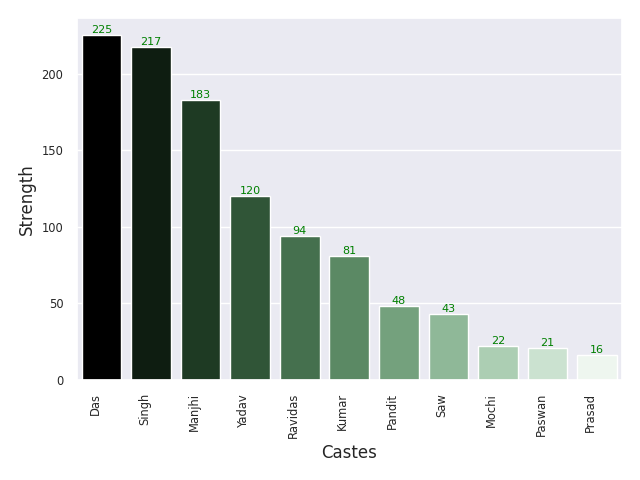 225
217
183
120
94
81
48
43
22
21
16
200
150
100
50
0
Strength
Das
Singh
Manjhi
Yadav
Ravidas
Kumar
Pandit
Saw
Mochi
Paswan
Prasad
Castes